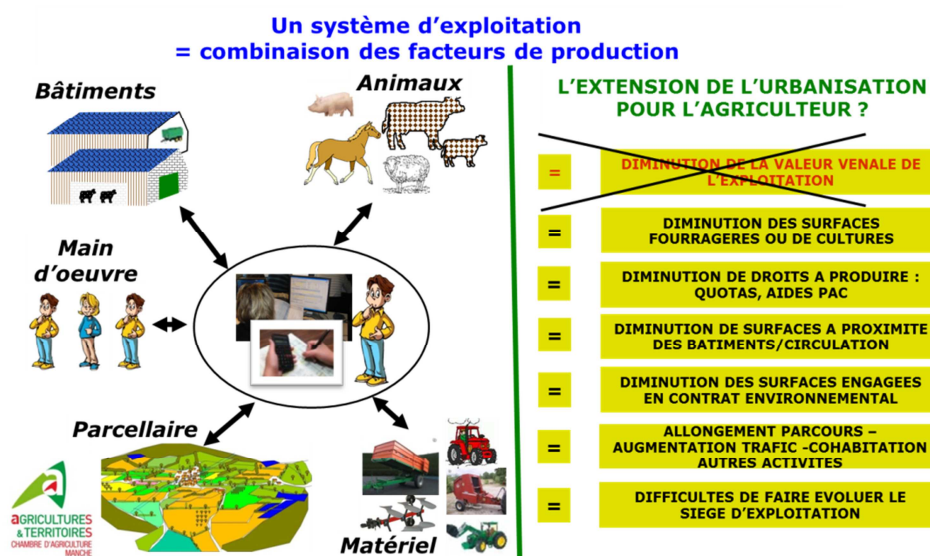 Un système d’exploitation
= combinaison des facteurs de production
Bâtiments
Animaux
Main
d'oeuvre
Parcellaire
Matériel
aGRICULTURES
& TERRITOIRES
CHAMBRE D'AGRICULTURE
MANCHE
L’EXTENSION DE L’URBANISATION
POUR L’AGRICULTEUR ?
= DIMINUTION DE LA VALEUR VENALE DE
L’EXPLOITATION
= DIMINUTION DES SURFACES
FOURRAGERES OU DE CULTURES
= DIMINUTION DE DROITS A PRODUIRE :
QUOTAS, AIDES PAC
= DIMINUTION DE SURFACES A PROXIMITE
DES BATIMENTS/CIRCULATION
= DIMINUTION DES SURFACES ENGAGEES
EN CONTRAT ENVIRONNEMENTAL
= ALLONGEMENT PARCOURS –
AUGMENTATION TRAFIC -COHABITATION
AUTRES ACTIVITES
= DIFFICULTES DE FAIRE EVOLUER LE
SIEGE D’EXPLOITATION